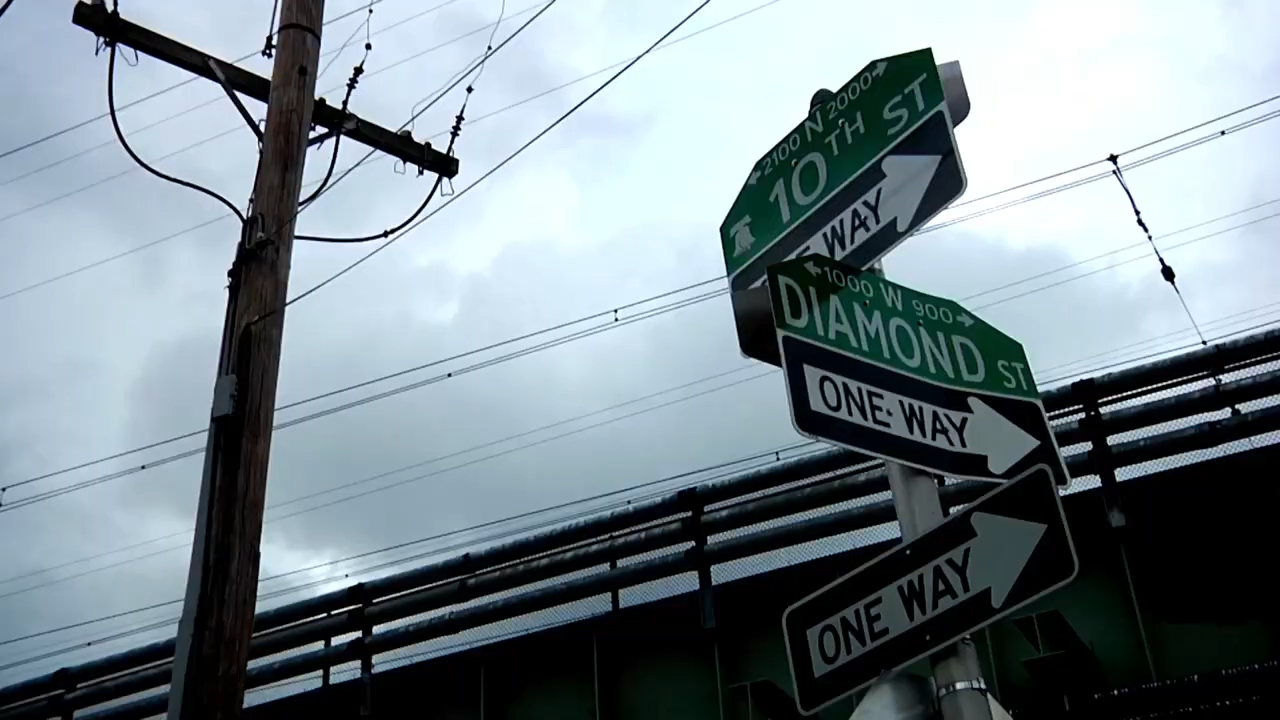 2100 N 2000
10TH ST
ONE WAY
1000 W 900
DIAMOND ST
ONE WAY
ONE WAY